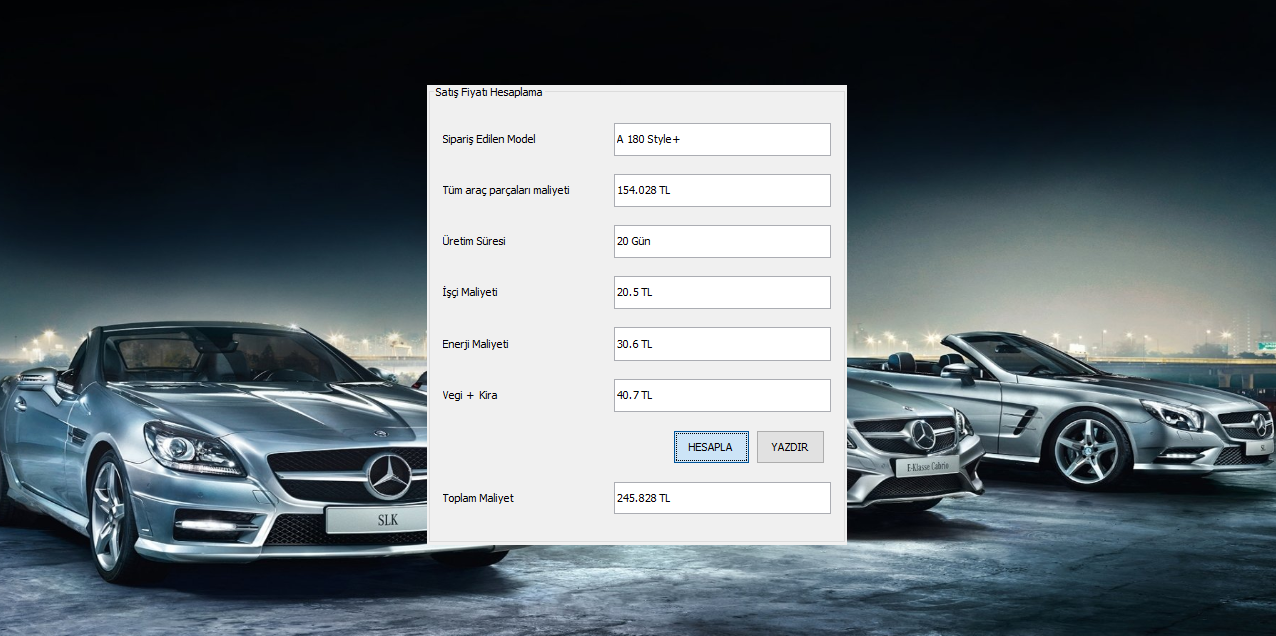 Satış Fiyatı Hesaplama
Sipariş Edilen Model
A 180 Style+
Tüm araç parçaları maliyeti
154.028 TL
Üretim Süresi
20 Gün
İşçi Maliyeti
20.5 TL
Enerji Maliyeti
30.6 TL
Vegi + Kira
40.7 TL
HESAPLA
YAZDIR
Toplam Maliyet
245.828 TL
SLK
E-Klasse Cabrio
SL